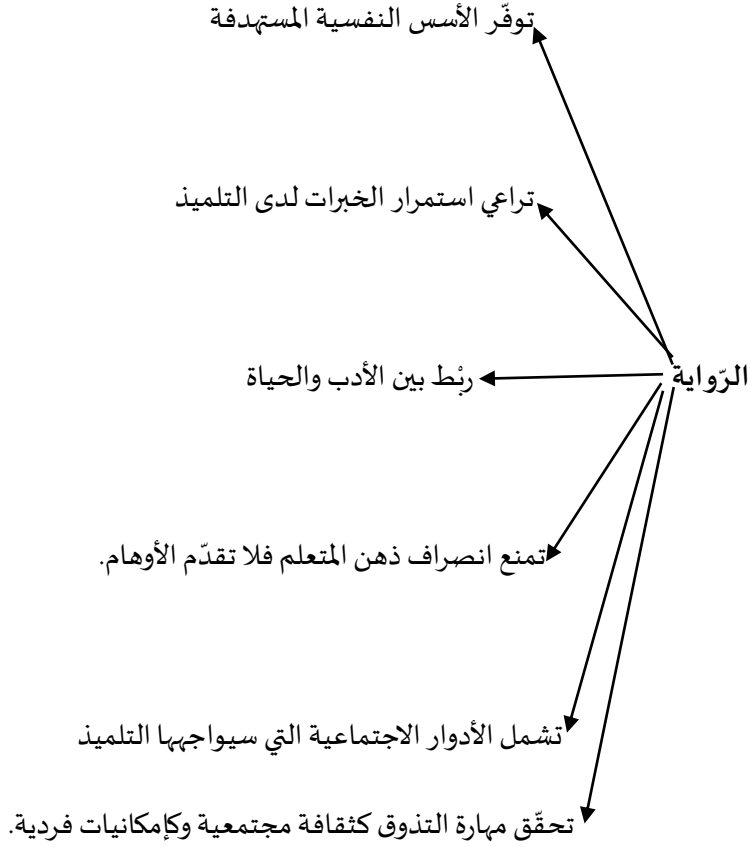 توفّر الأسس النفسية المستهدفة
تراعي استمرار الخبرات لدى التلميذ
الرّواية
ربْط بين الأدب والحياة
تمنع انصراف ذهن المتعلم فلا تقدّم الأوهام.
تشمل الأدوار الاجتماعية التي سيواجهها التلميذ
تحقّق مهارة التذوق كثقافة مجتمعية وكإمكانيات فردية.